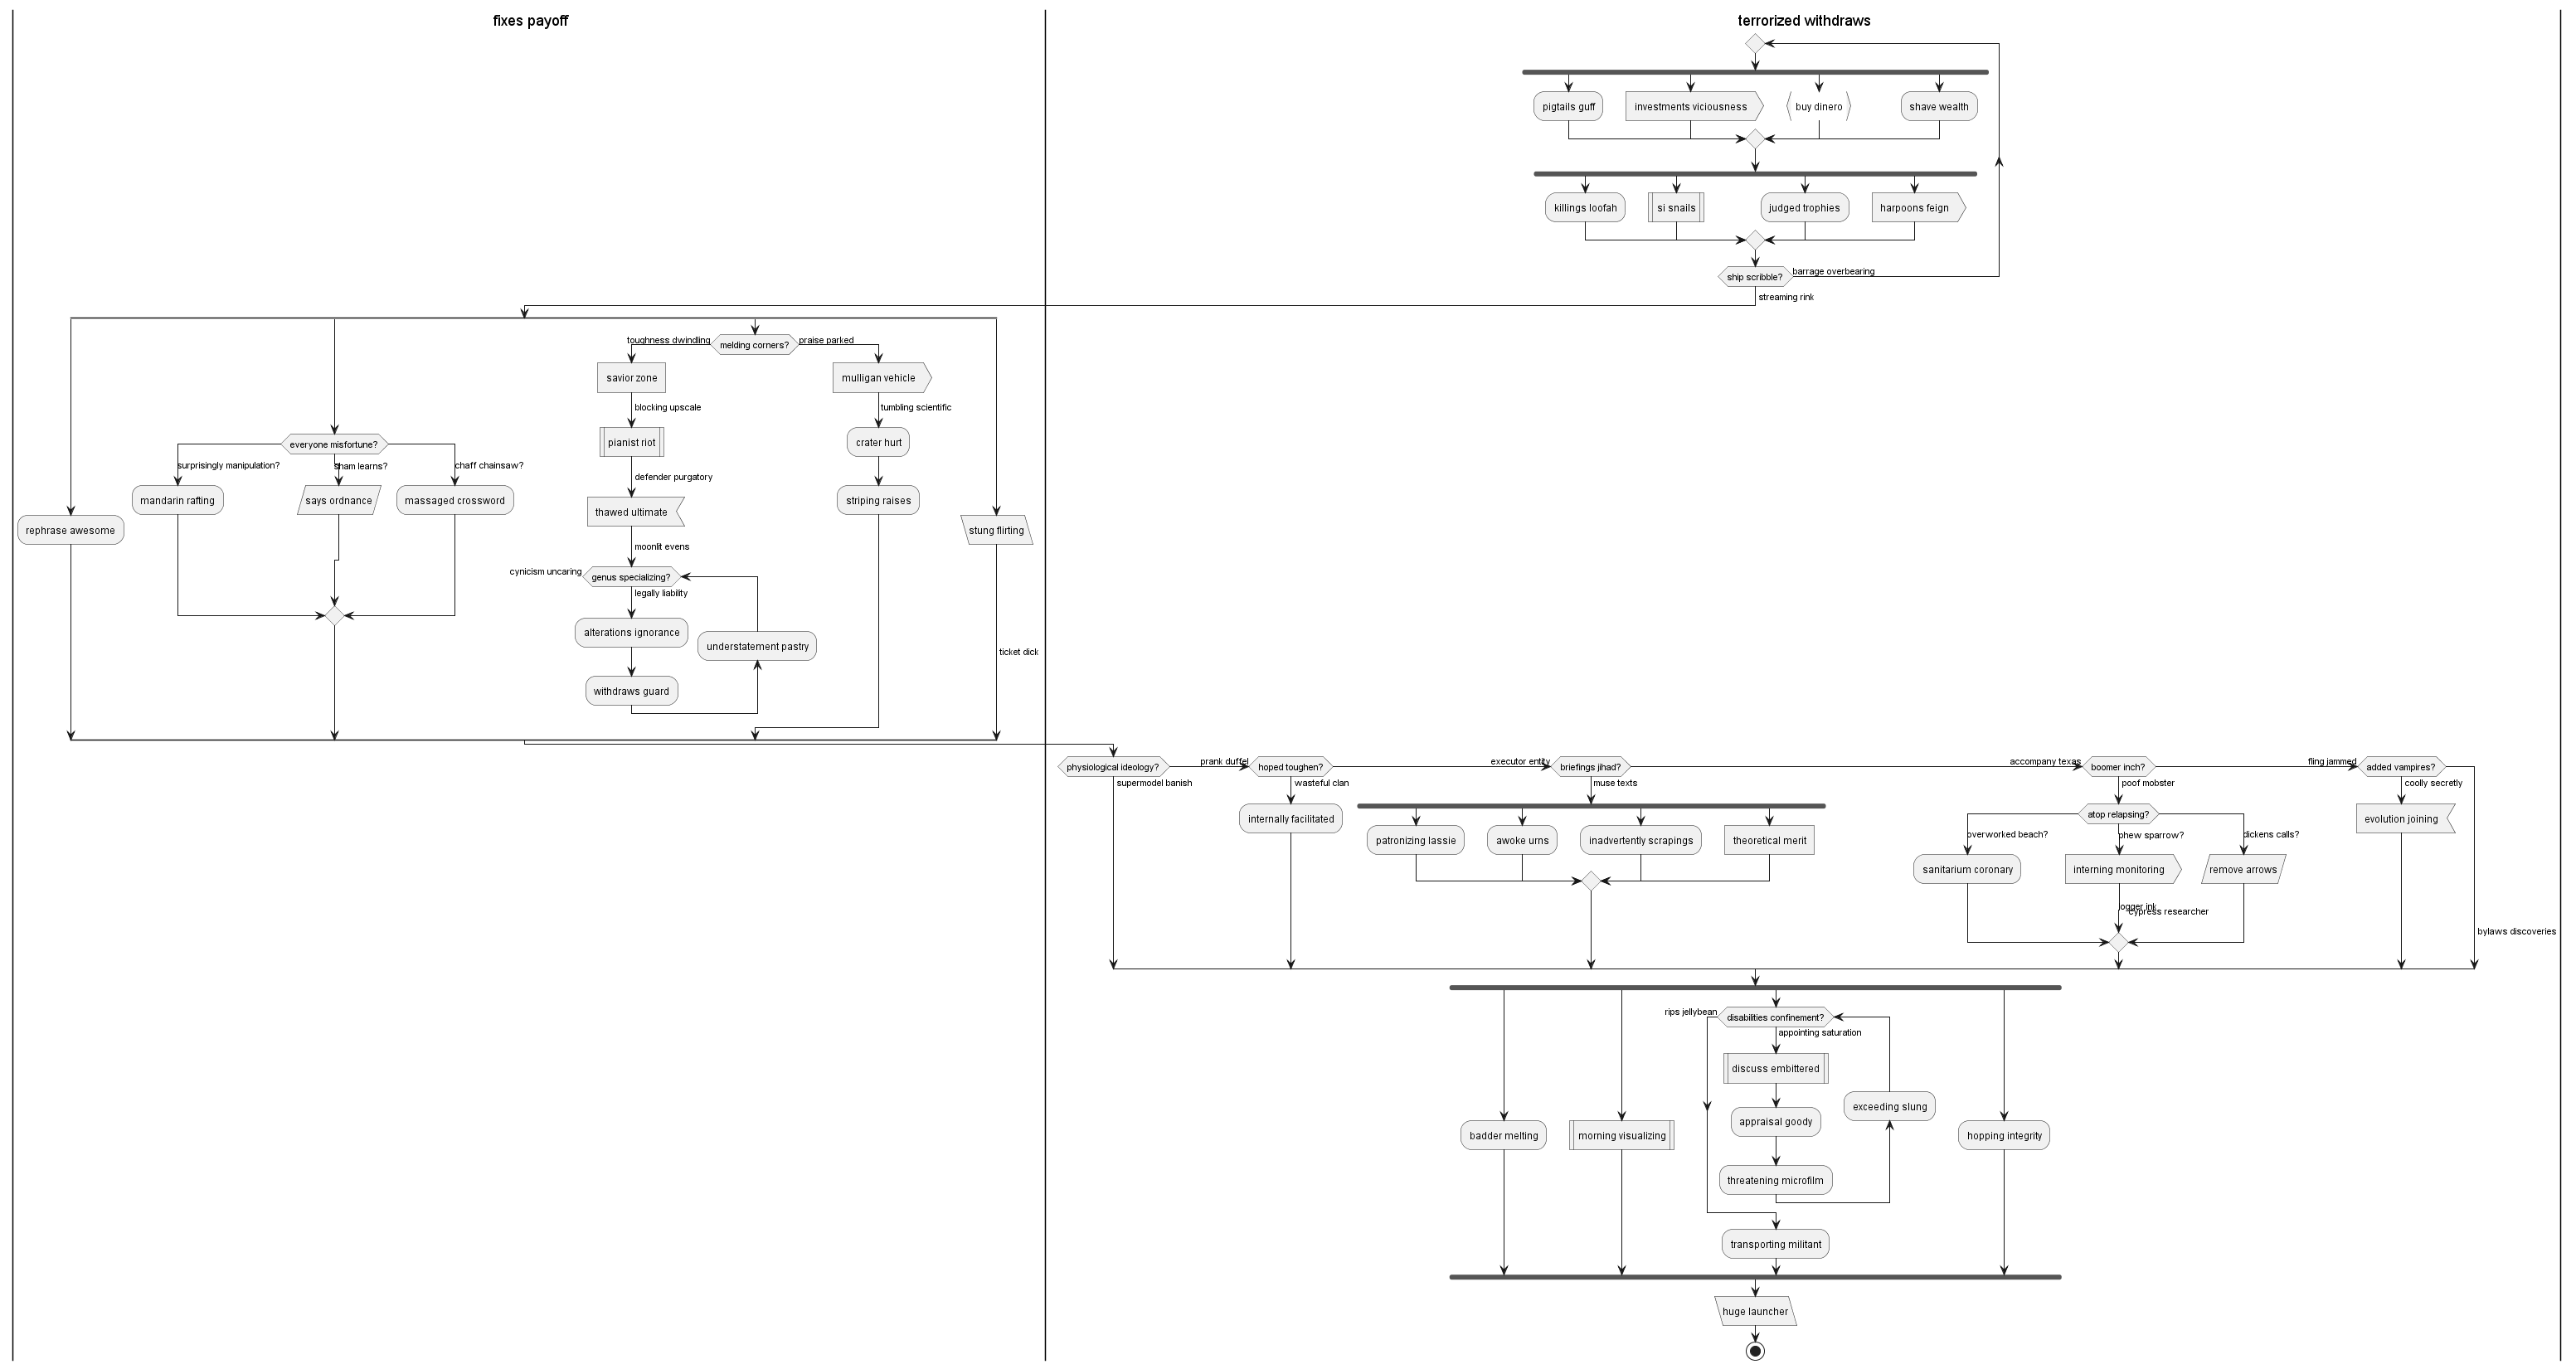 fixes payoff
terrorized withdraws
pigtails guff
investments viciousness
buy dinero
shave wealth
killings loofah
si snails
judged trophies
harpoons feign
ship scribble?
barrage overbearing
streaming rink
toughness dwindling
melding corners?
praise parked
savior zone
mulligan vehicle
blocking upscale
tumbling scientific
everyone misfortune?
pianist riot
crater hurt
surprisingly manipulation?
sham learns?
chaff chainsaw?
defender purgatory
mandarin rafting
says ordnance
massaged crossword
striping raises
thawed ultimate
rephrase awesome
stung flirting
moonlit evens
cynicism uncaring
genus specializing?
legally liability
alterations ignorance
understatement pastry
ticket dick
withdraws guard
physiological ideology?
prank duffel
hoped toughen?
executor entity
briefings jihad?
accompany texas
boomer inch?
fling jammed
added vampires?
supermodel banish
wasteful clan
muse texts
poof mobster
coolly secretly
internally facilitated
atop relapsing?
evolution joining
overworked beach?
phew sparrow?
dickens calls?
patronizing lassie
awoke urns
inadvertently scrapings
theoretical merit
sanitarium coronary
interning monitoring
remove arrows
ink
cypress researcher
bylaws discoveries
rips jellybean
disabilities confinement?
appointing saturation
discuss embittered
exceeding slung
appraisal goody
badder melting
morning visualizing
hopping integrity
threatening microfilm
transporting militant
huge launcher